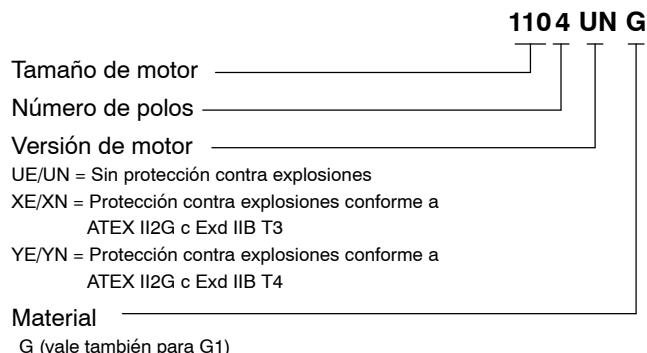 110 4 UN G
Tamaño de motor
Número de polos
Versión de motor
UE/UN = Sin protección contra explosiones
XE/XN = Protección contra explosiones conforme a
ATEX II2G c Exd IIB T3
YE/YN = Protección contra explosiones conforme a
ATEX II2G c Exd IIB T4
Material
G (vale también para G1)